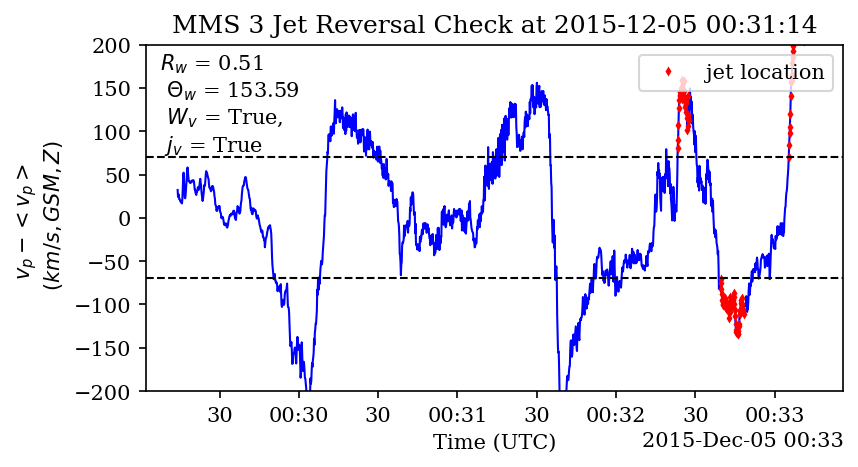 MMS 3 Jet Reversal Check at 2015-12-05 00:31:14
R_w = 0.51
Θ_w = 153.59
W_v = True,
j_v = True
jet location
200
150
100
50
0
−50
−100
−150
−200
v_p − < v_p >
(km/s, GSM, Z)
30 00:30 30 00:31 30 00:32 30 00:33
Time (UTC)
2015-Dec-05 00:33